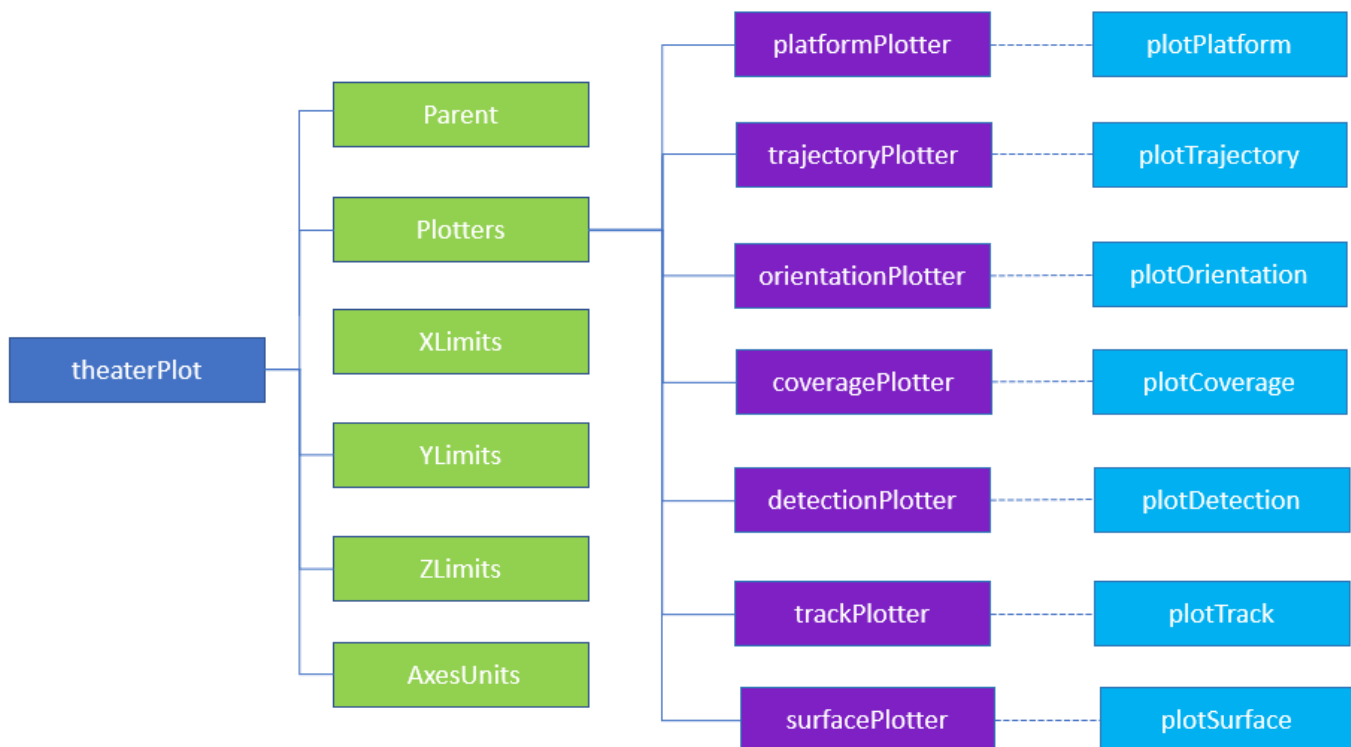 theaterPlot
Parent
Plotters
XLimits
YLimits
ZLimits
AxesUnits
platformPlotter
plotPlatform
trajectoryPlotter
plotTrajectory
orientationPlotter
plotOrientation
coveragePlotter
plotCoverage
detectionPlotter
plotDetection
trackPlotter
plotTrack
surfacePlotter
plotSurface